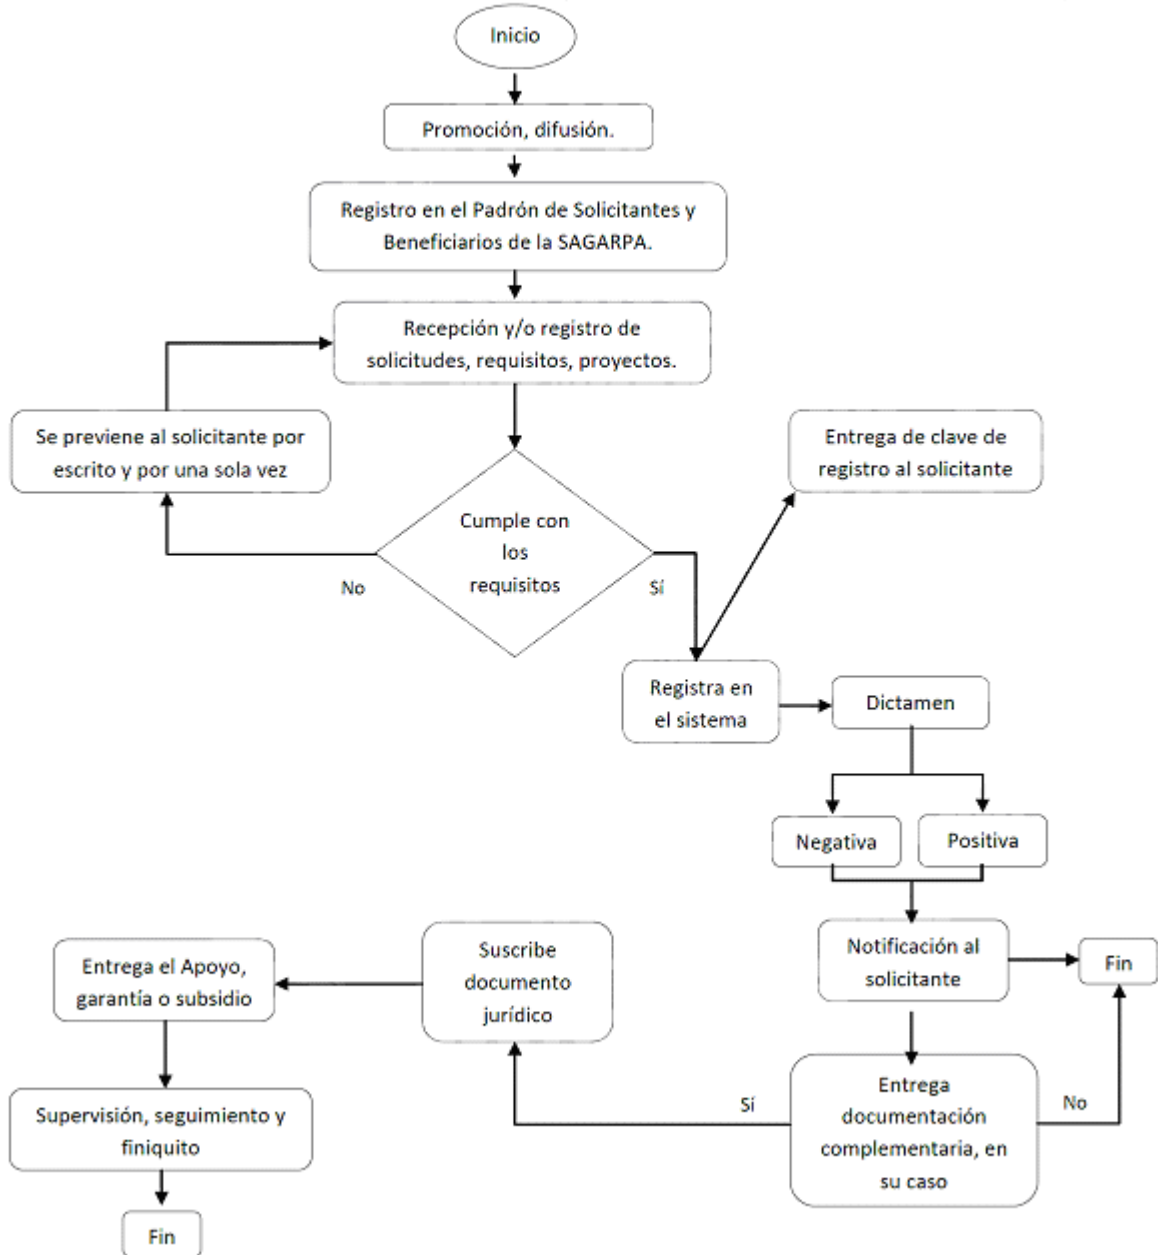 Inicio
Promoción, difusión.
Registro en el Padrón de Solicitantes y
Beneficiarios de la SAGARPA.
Recepción y/o registro de
solicitudes, requisitos, proyectos.
Se previene al solicitante por
escrito y por una sola vez
Entrega de clave de
registro al solicitante
Cumple con
los
requisitos
No
Sí
Registra en
el sistema
Dictamen
Negativa
Positiva
Notificación al
solicitante
Fin
Entrega
documentación
complementaria, en
su caso
Sí
No
Suscribe
documento
jurídico
Entrega el Apoyo,
garantía o subsidio
Supervisión, seguimiento y
finiquito
Fin